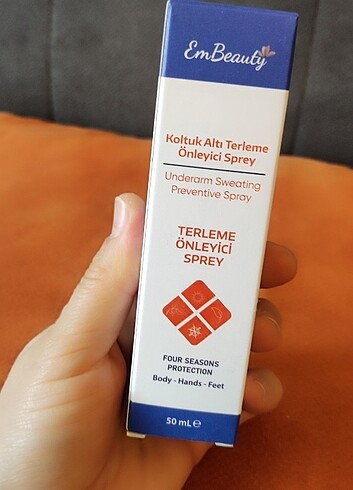 EmBeauty
Koltuk Altı Terleme
Önleyici Sprey
Underarm Sweating
Preventive Spray
TERLEME
ÖNLEYİCİ
SPREY
FOUR SEASONS
PROTECTION
Body - Hands - Feet
50 mL℮